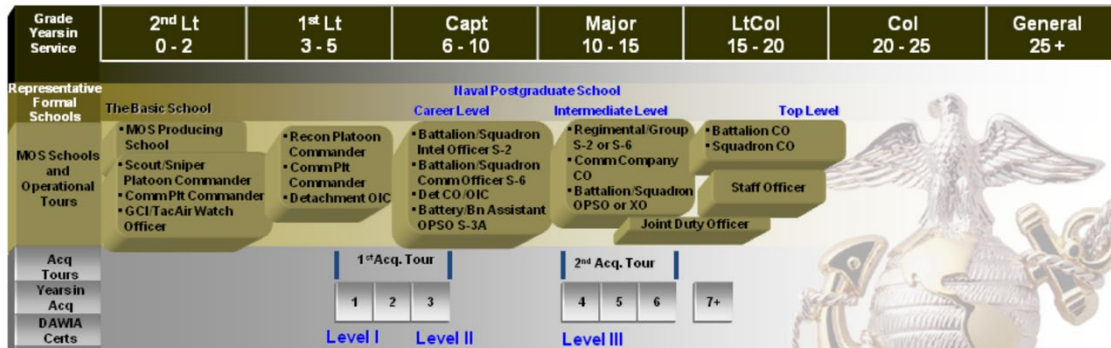 Grade
Years in
Service
2nd Lt
0 - 2
1st Lt
3 - 5
Capt
6 - 10
Major
10 - 15
LtCol
15 - 20
Col
20 - 25
General
25 +
Representative
Formal
Schools
The Basic School
Naval Postgraduate School
Career Level
Intermediate Level
Top Level
MOS Schools
and
Operational
Tours
▪ MOS Producing
School
▪ Scout/Sniper
Platoon Commander
▪ Comm Plt Commander
▪ GCI/TacAir Watch
Officer
▪ Recon Platoon
Commander
▪ Comm Plt
Commander
▪ Detachment OIC
▪ Battalion/Squadron
Intel Officer S-2
▪ Battalion/Squadron
Comm Officer S-6
▪ Det CO/OIC
▪ Battery/Bn Assistant
OPSO S-3A
▪ Regimental/Group
S-2 or S-6
▪ Comm Company
CO
▪ Battalion/Squadron
OPSO or XO
▪ Battalion CO
▪ Squadron CO
Staff Officer
Joint Duty Officer
Acq
Tours
1st Acq. Tour
2nd Acq. Tour
Years in
Acq
1 2 3 4 5 6 7+
DAWIA
Certs
Level I
Level II
Level III